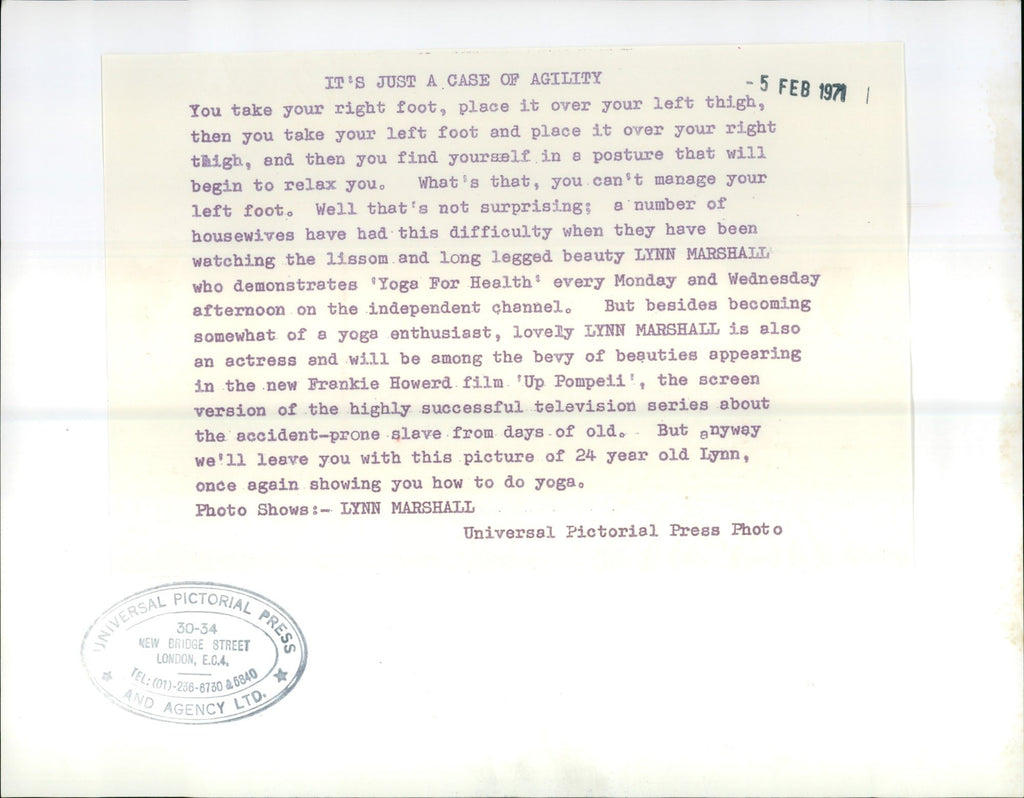 IT'S JUST A CASE OF AGILITY
- 5 FEB 1971
You take your right foot, place it over your left thigh,
then you take your left foot and place it over your right
thigh, and then you find yourself in a posture that will
begin to relax you. What's that, you can't manage your
left foot. Well that's not surprising; a number of
housewives have had this difficulty when they have been
watching the lissom and long legged beauty LYNN MARSHALL
who demonstrates 'Yoga For Health' every Monday and Wednesday
afternoon on the independent channel. But besides becoming
somewhat of a yoga enthusiast, lovely LYNN MARSHALL is also
an actress and will be among the bevy of beauties appearing
in the new Frankie Howerd film 'Up Pompeii', the screen
version of the highly successful television series about
the accident-prone slave from days of old. But anyway
we'll leave you with this picture of 24 year old Lynn,
once again showing you how to do yoga.
Photo Shows:- LYNN MARSHALL
Universal Pictorial Press Photo
UNIVERSAL PICTORIAL PRESS
30-34
NEW BRIDGE STREET
LONDON, E.C.4.
TEL: (01)-236-6730 & 5840
AND AGENCY LTD.